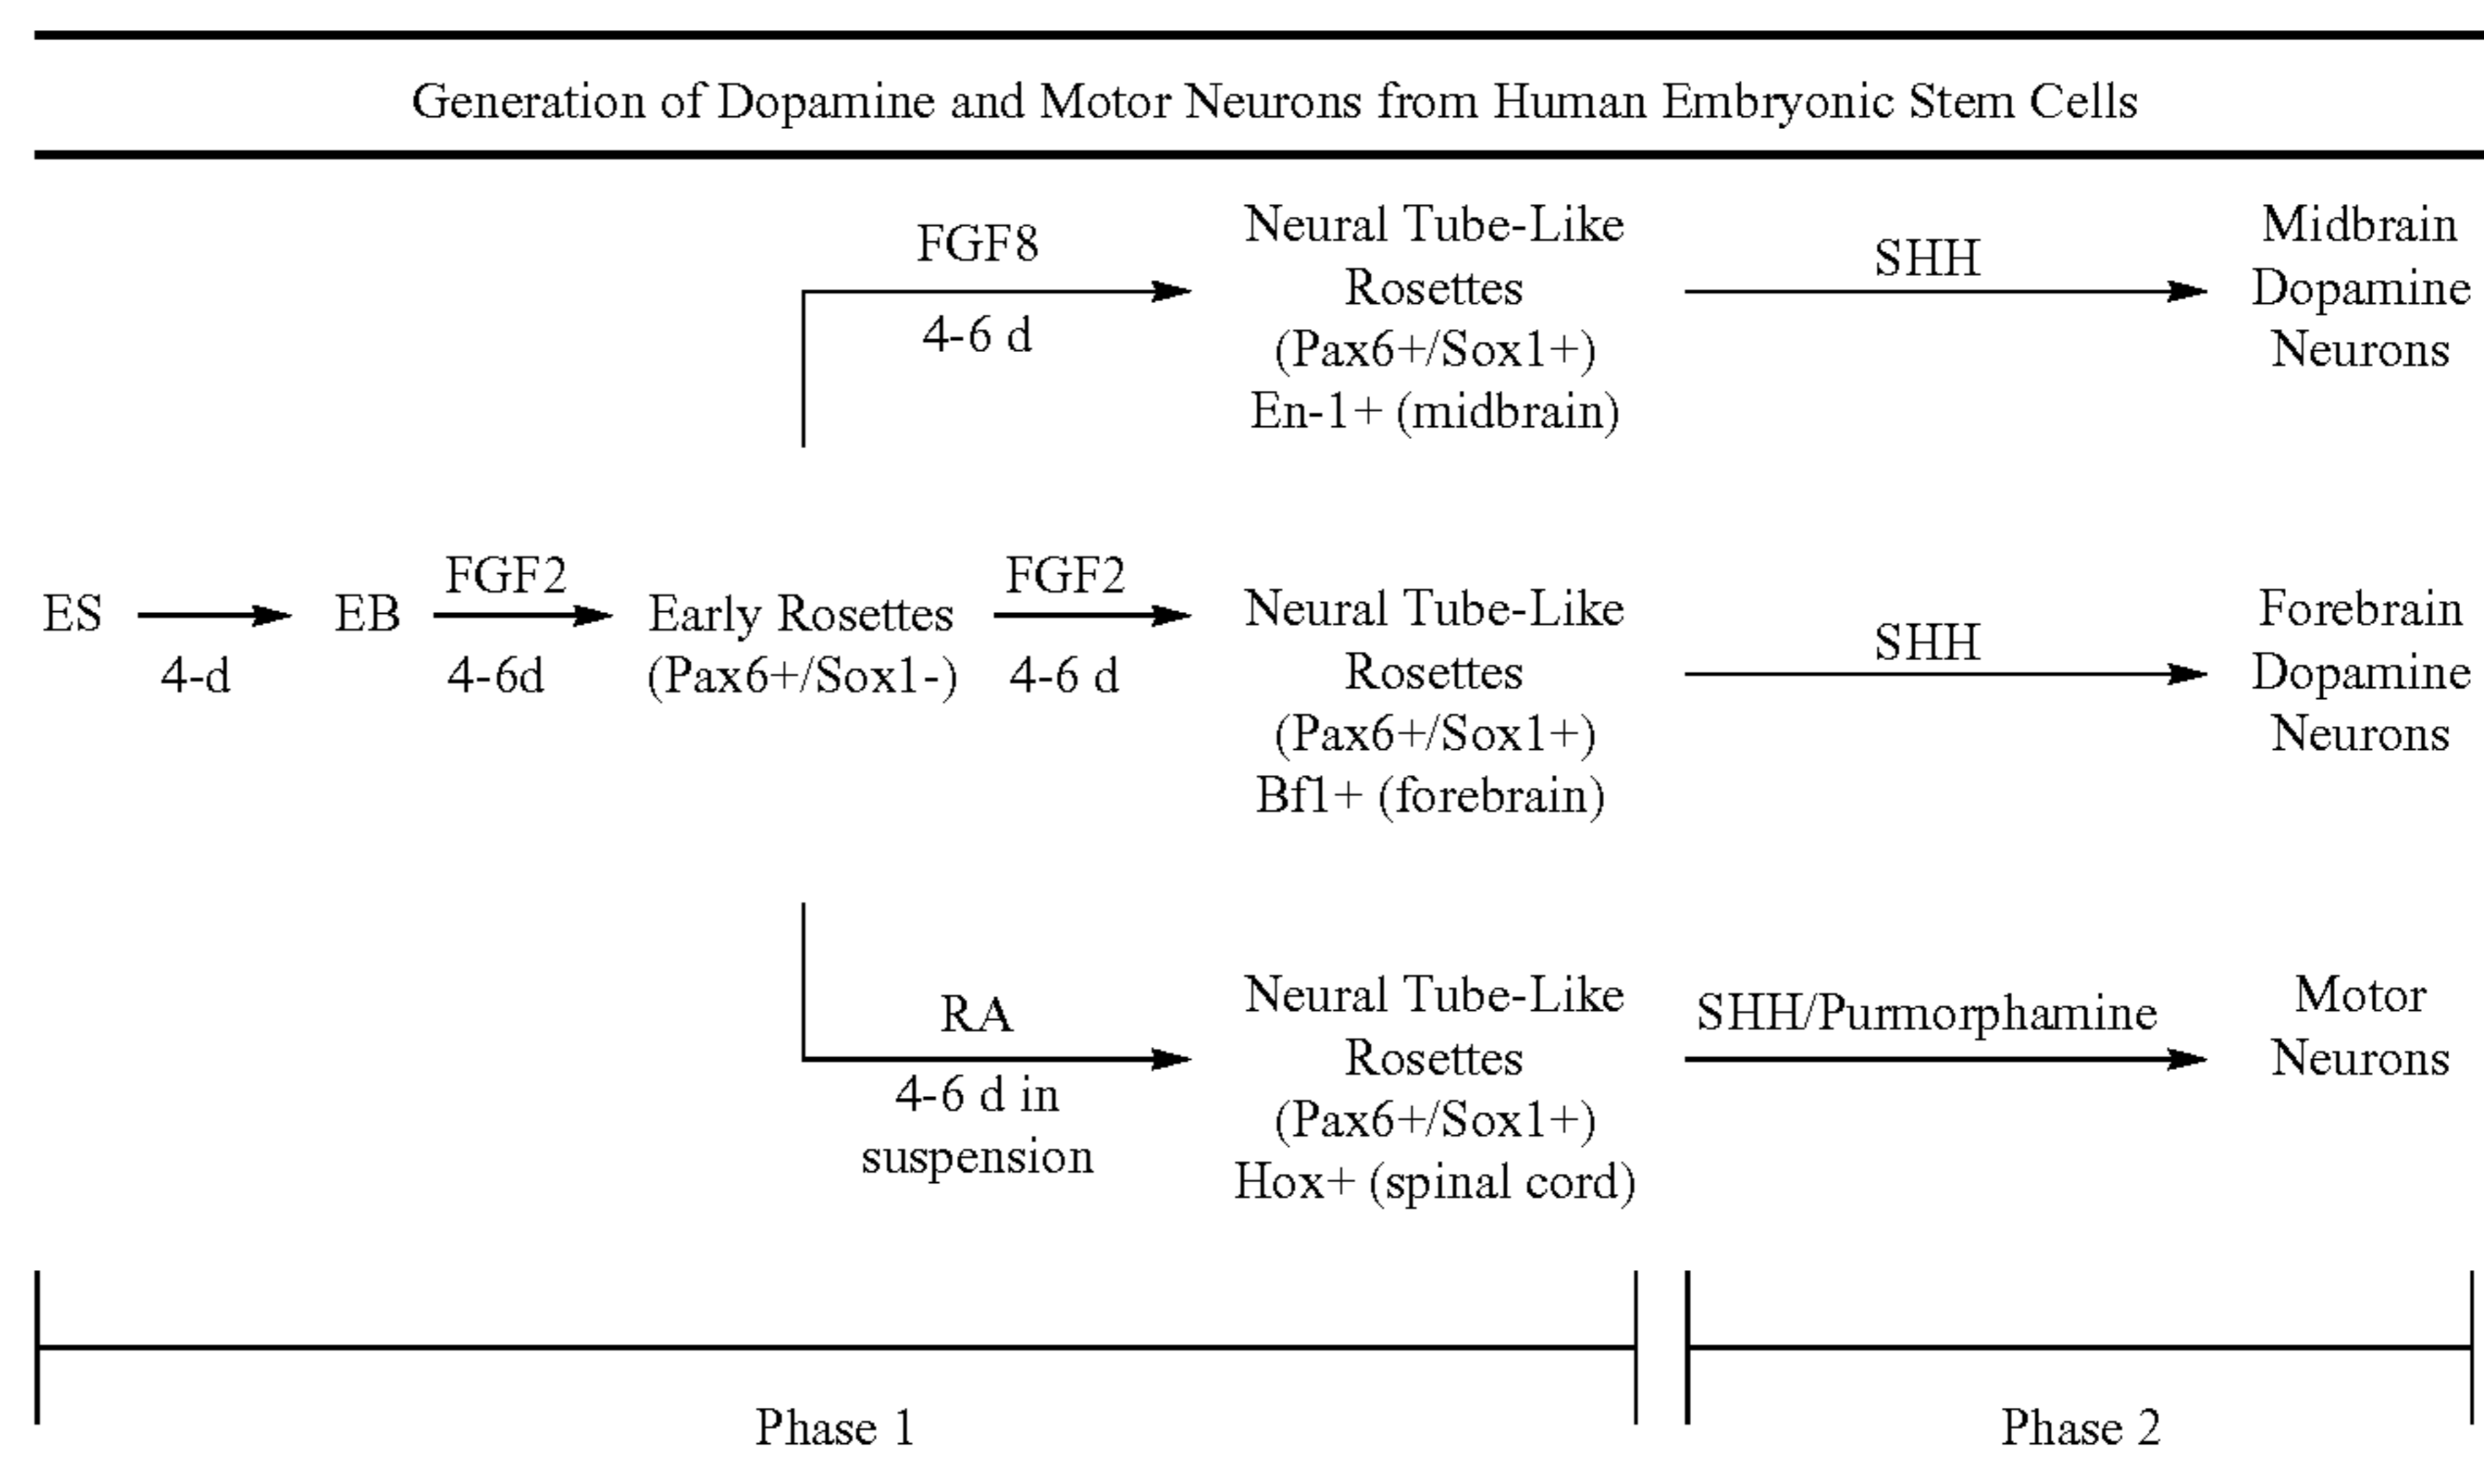 Generation of Dopamine and Motor Neurons from Human Embryonic Stem Cells
FGF8
4-6 d
Neural Tube-Like
Rosettes
(Pax6+/Sox1+)
En-1+ (midbrain)
SHH
Midbrain
Dopamine
Neurons
ES
4-d
EB
FGF2
4-6d
Early Rosettes
(Pax6+/Sox1-)
FGF2
4-6 d
Neural Tube-Like
Rosettes
(Pax6+/Sox1+)
Bf1+ (forebrain)
SHH
Forebrain
Dopamine
Neurons
RA
4-6 d in
suspension
Neural Tube-Like
Rosettes
(Pax6+/Sox1+)
Hox+ (spinal cord)
SHH/Purmorphamine
Motor
Neurons
Phase 1
Phase 2